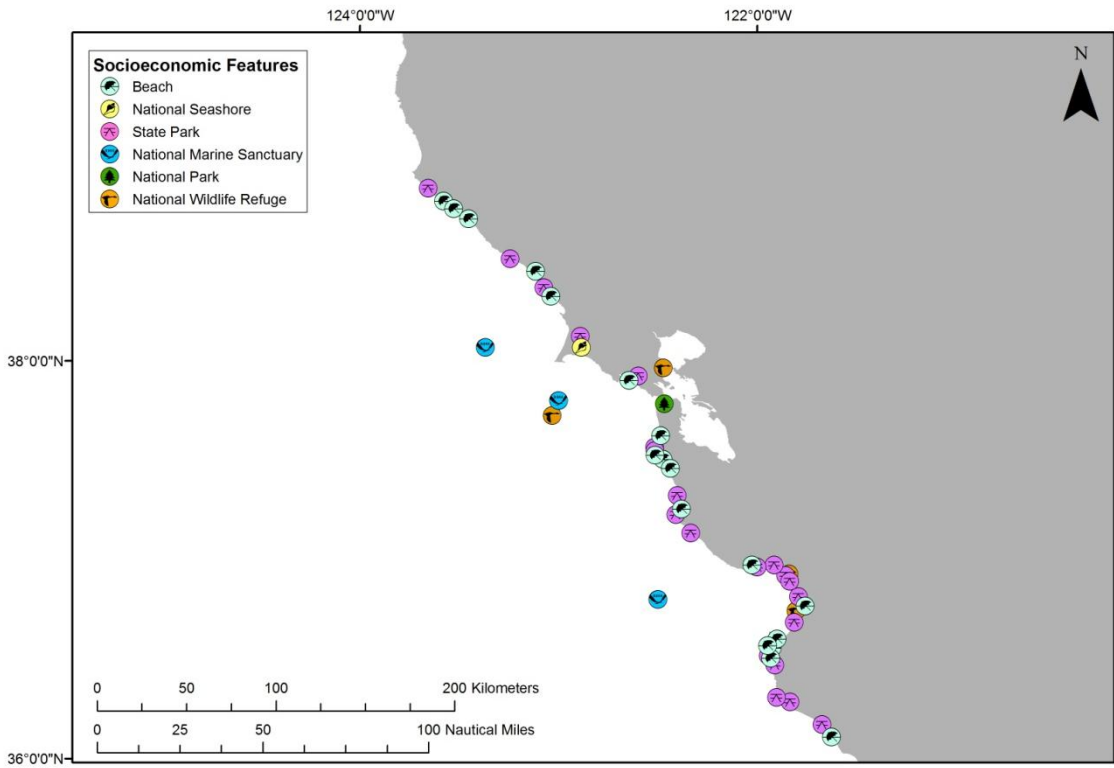 124°0'0"W
122°0'0"W
Socioeconomic Features
Beach
National Seashore
State Park
National Marine Sanctuary
National Park
National Wildlife Refuge
N
38°0'0"N
0 50 100 200 Kilometers
0 25 50 100 Nautical Miles
36°0'0"N